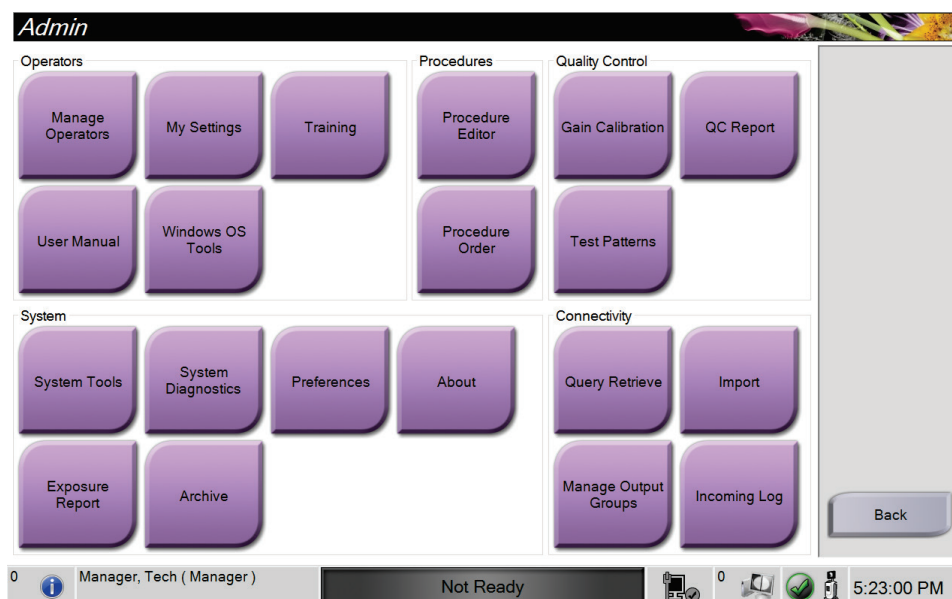 Admin
Operators
Manage
Operators
My Settings
Training
User Manual
Windows OS
Tools
Procedures
Procedure
Editor
Procedure
Order
Quality Control
Gain Calibration
QC Report
Test Patterns
System
System Tools
System
Diagnostics
Preferences
About
Exposure
Report
Archive
Connectivity
Query Retrieve
Import
Manage Output
Groups
Incoming Log
Back
0
Manager, Tech ( Manager )
Not Ready
0
5:23:00 PM